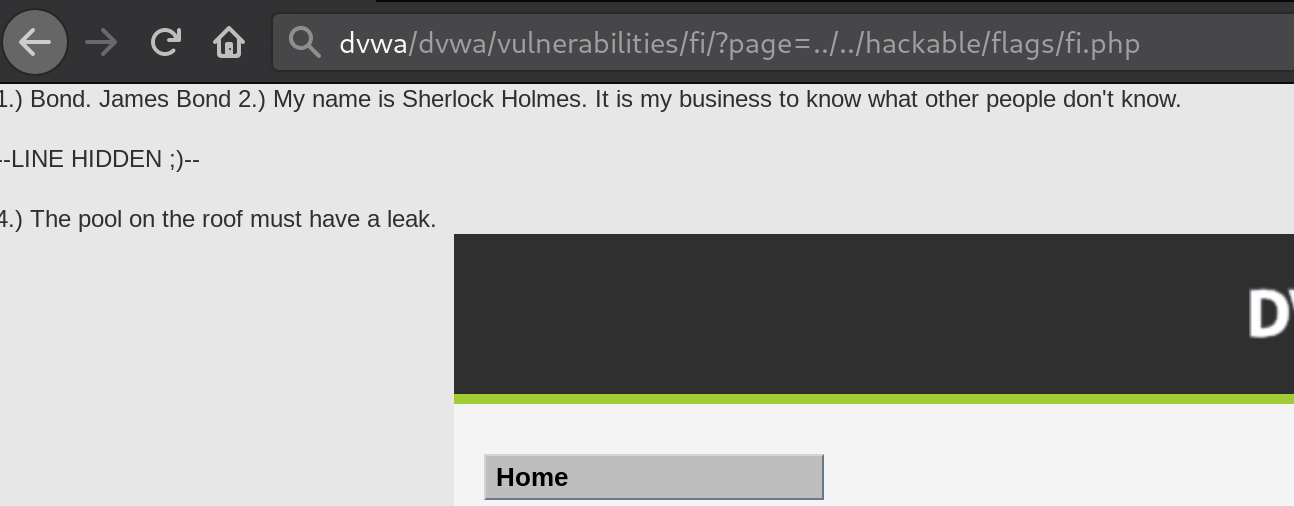 dvwa/dvwa/vulnerabilities/fi/?page=../../hackable/flags/fi.php
1.) Bond. James Bond 2.) My name is Sherlock Holmes. It is my business to know what other people don't know.
--LINE HIDDEN ;)--
4.) The pool on the roof must have a leak.
Home